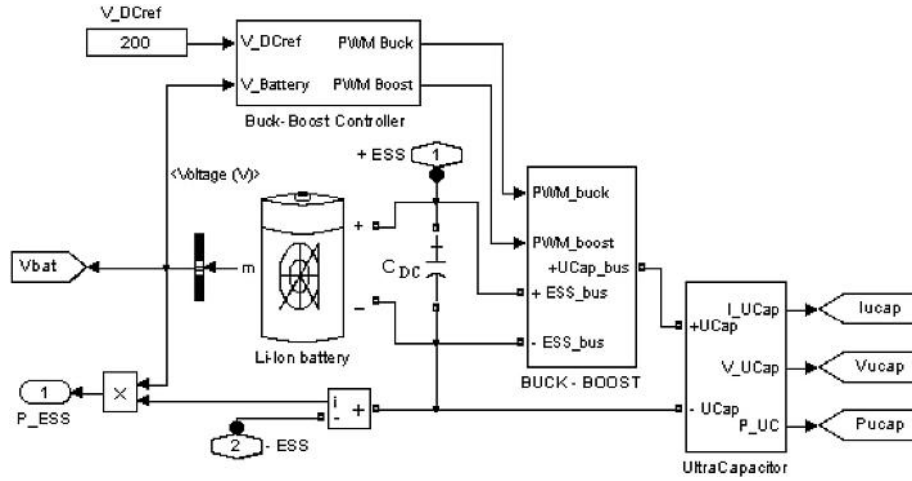 V_DCref
200
V_DCref
PWM Buck
V_Battery
PWM Boost
Buck-Boost Controller
+ ESS
1
<Voltage (V)>
PWM_buck
+
Vbat
m
C DC
PWM_boost
+UCap_bus
+ ESS_bus
-
Li-Ion battery
- ESS_bus
BUCK - BOOST
I_UCap
Iucap
+UCap
V_UCap
Vucap
1
×
i
-
+
- UCap
P_ESS
2
- ESS
P_UC
Pucap
UltraCapacitor